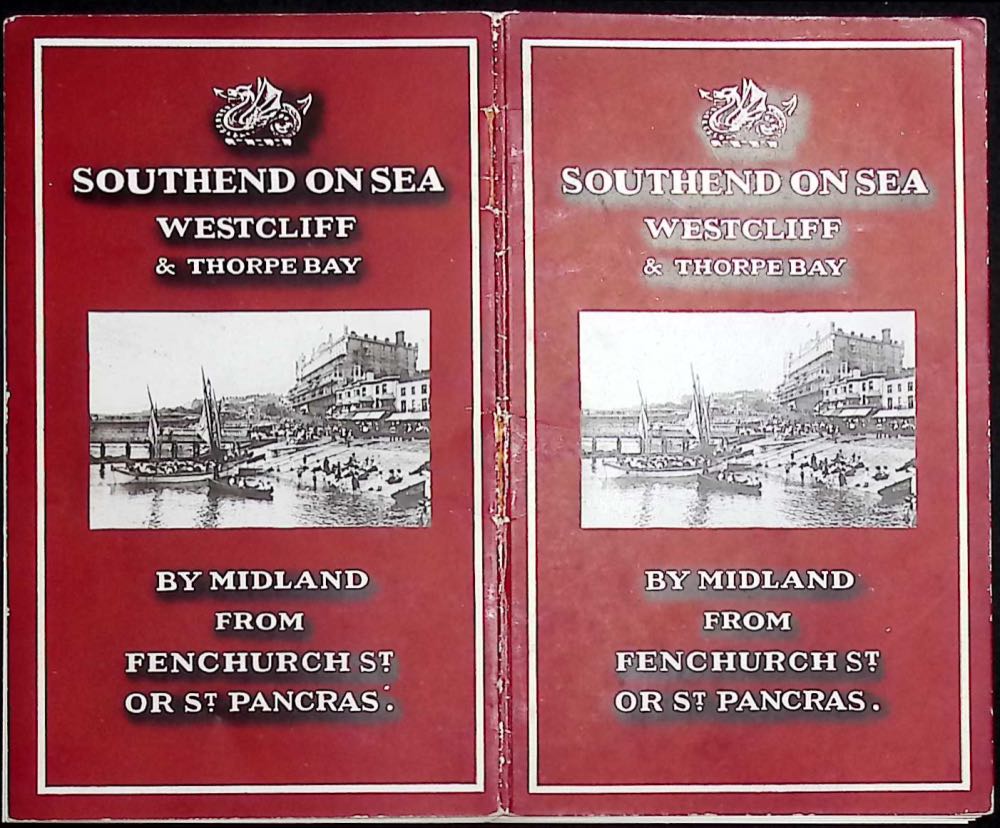 SOUTHEND ON SEA
WESTCLIFF
& THORPE BAY
BY MIDLAND
FROM
FENCHURCH ST
OR ST PANCRAS.
SOUTHEND ON SEA
WESTCLIFF
& THORPE BAY
BY MIDLAND
FROM
FENCHURCH ST
OR ST PANCRAS.